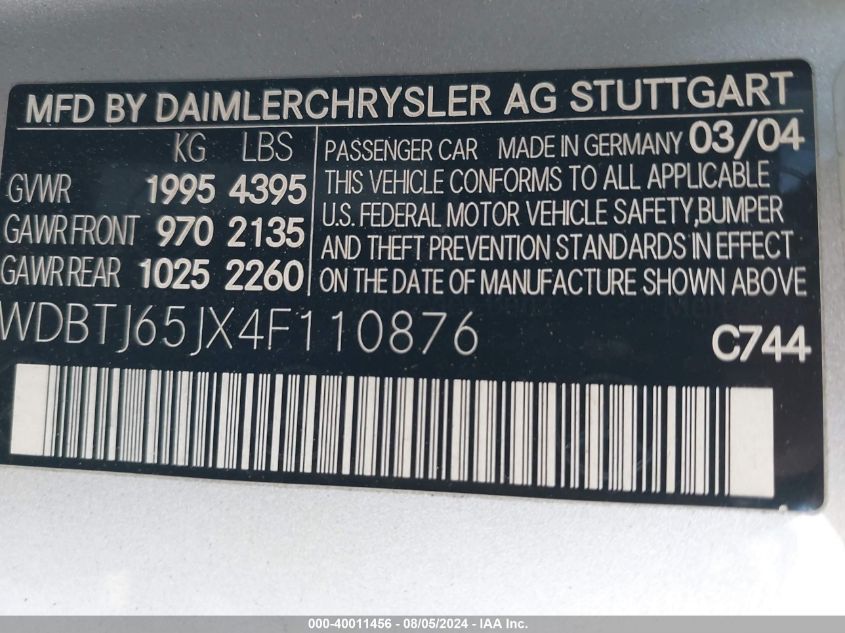 MFD BY DAIMLERCHRYSLER AG STUTTGART
KG LBS
GVWR 1995 4395
GAWR FRONT 970 2135
GAWR REAR 1025 2260
PASSENGER CAR MADE IN GERMANY 03/04
THIS VEHICLE CONFORMS TO ALL APPLICABLE
U.S. FEDERAL MOTOR VEHICLE SAFETY, BUMPER
AND THEFT PREVENTION STANDARDS IN EFFECT
ON THE DATE OF MANUFACTURE SHOWN ABOVE.
WDBTJ65JX4F110876
C744
000-40011456 - 08/05/2024 - IAA Inc.